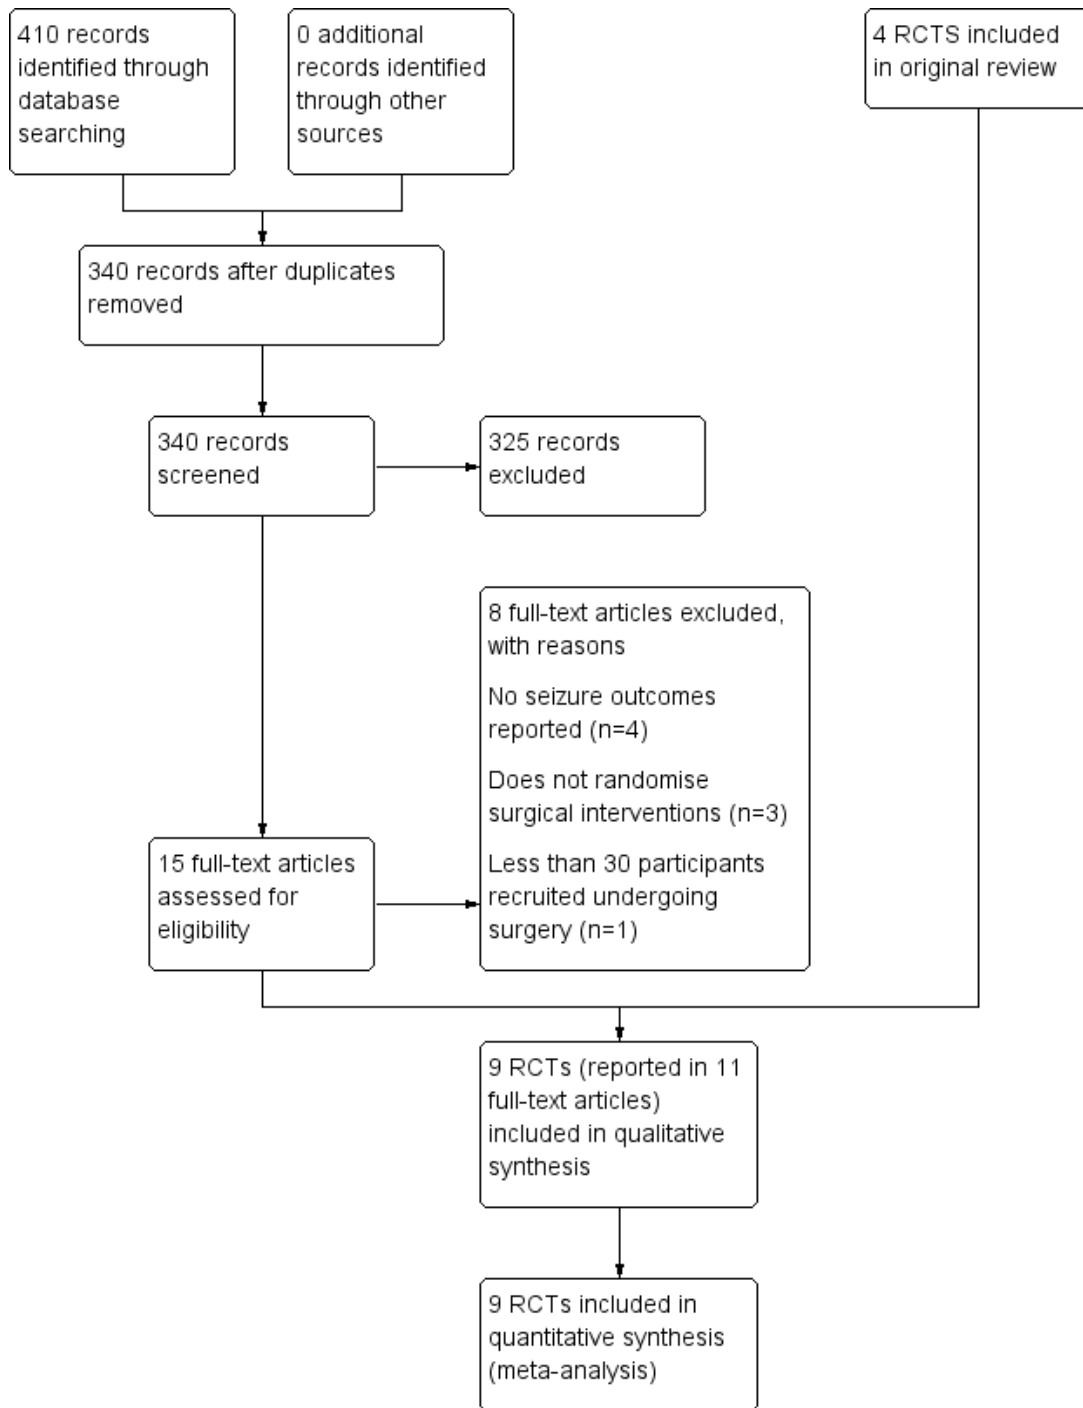 410 records
identified through
database
searching
0 additional
records identified
through other
sources
4 RCTS included
in original review
340 records after duplicates
removed
340 records
screened
325 records
excluded
8 full-text articles excluded,
with reasons
No seizure outcomes
reported (n=4)
Does not randomise
surgical interventions (n=3)
Less than 30 participants
recruited undergoing
surgery (n=1)
15 full-text articles
assessed for
eligibility
9 RCTs (reported in 11
full-text articles)
included in qualitative
synthesis
9 RCTs included in
quantitative synthesis
(meta-analysis)